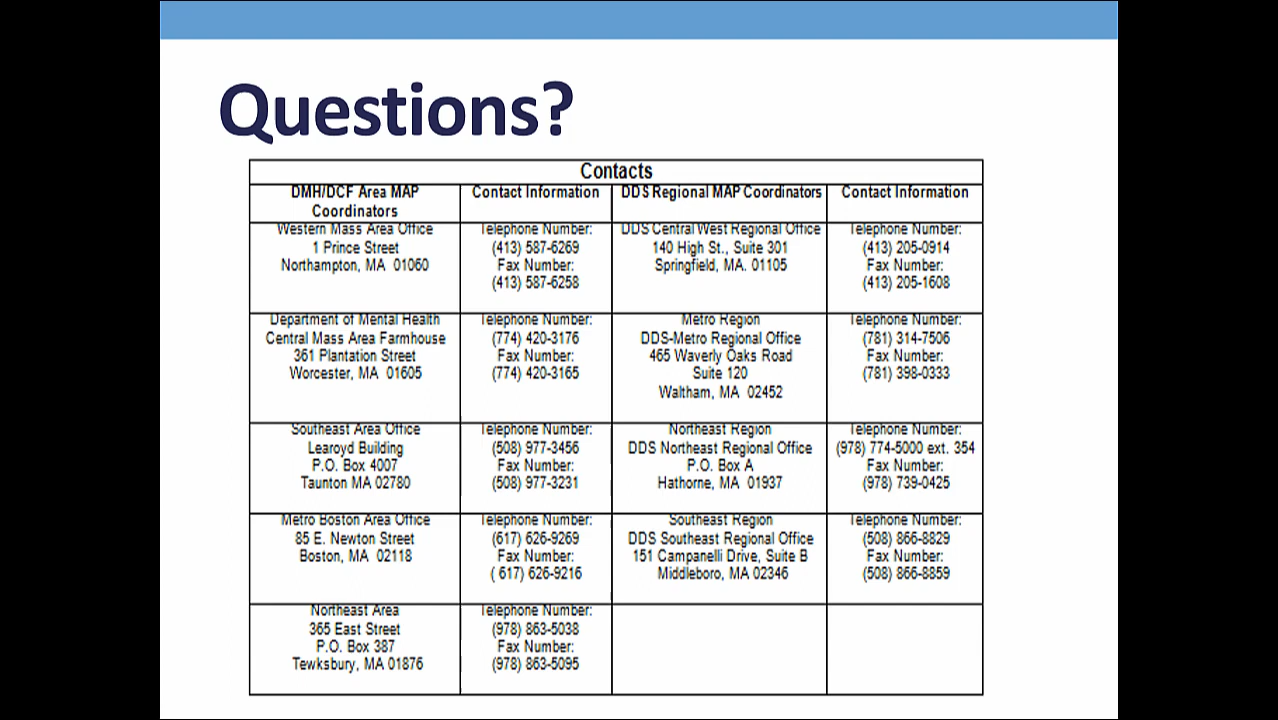 Questions?
Contacts
DMH/DCF Area MAP
Coordinators
Contact Information
DDS Regional MAP Coordinators
Contact Information
Western Mass Area Office
1 Prince Street
Northampton, MA 01060
Telephone Number:
(413) 587-6269
Fax Number:
(413) 587-6258
DDS Central West Regional Office
140 High St., Suite 301
Springfield, MA. 01105
Telephone Number:
(413) 205-0914
Fax Number:
(413) 205-1608
Department of Mental Health
Central Mass Area Farmhouse
361 Plantation Street
Worcester, MA 01605
Telephone Number:
(774) 420-3176
Fax Number:
(774) 420-3165
Metro Region
DDS-Metro Regional Office
465 Waverly Oaks Road
Suite 120
Waltham, MA 02452
Telephone Number:
(781) 314-7506
Fax Number:
(781) 398-0333
Southeast Area Office
Learoyd Building
P.O. Box 4007
Taunton MA 02780
Telephone Number:
(508) 977-3456
Fax Number:
(508) 977-3231
Northeast Region
DDS Northeast Regional Office
P.O. Box A
Hathorne, MA 01937
Telephone Number:
(978) 774-5000 ext. 354
Fax Number:
(978) 739-0425
Metro Boston Area Office
85 E. Newton Street
Boston, MA 02118
Telephone Number:
(617) 626-9269
Fax Number:
( 617) 626-9216
Southeast Region
DDS Southeast Regional Office
151 Campanelli Drive, Suite B
Middleboro, MA 02346
Telephone Number:
(508) 866-8829
Fax Number:
(508) 866-8859
Northeast Area
365 East Street
P.O. Box 387
Tewksbury, MA 01876
Telephone Number:
(978) 863-5038
Fax Number:
(978) 863-5095